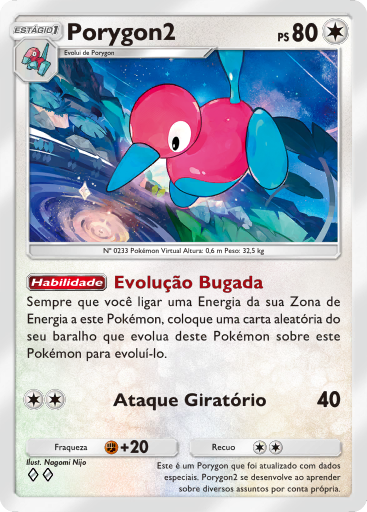 ESTÁGIO 1
Porygon2
PS 80
Evolui de Porygon
Nº 0233 Pokémon Virtual Altura: 0,6 m Peso: 32,5 kg
Habilidade Evolução Bugada
Sempre que você ligar uma Energia da sua Zona de
Energia a este Pokémon, coloque uma carta aleatória do
seu baralho que evolua deste Pokémon sobre este
Pokémon para evoluí-lo.
Ataque Giratório 40
Fraqueza +20 Recuo
Ilust. Nagomi Nijo
Este é um Porygon que foi atualizado com dados
especiais. Porygon2 se desenvolve ao aprender
sobre diversos assuntos por conta própria.